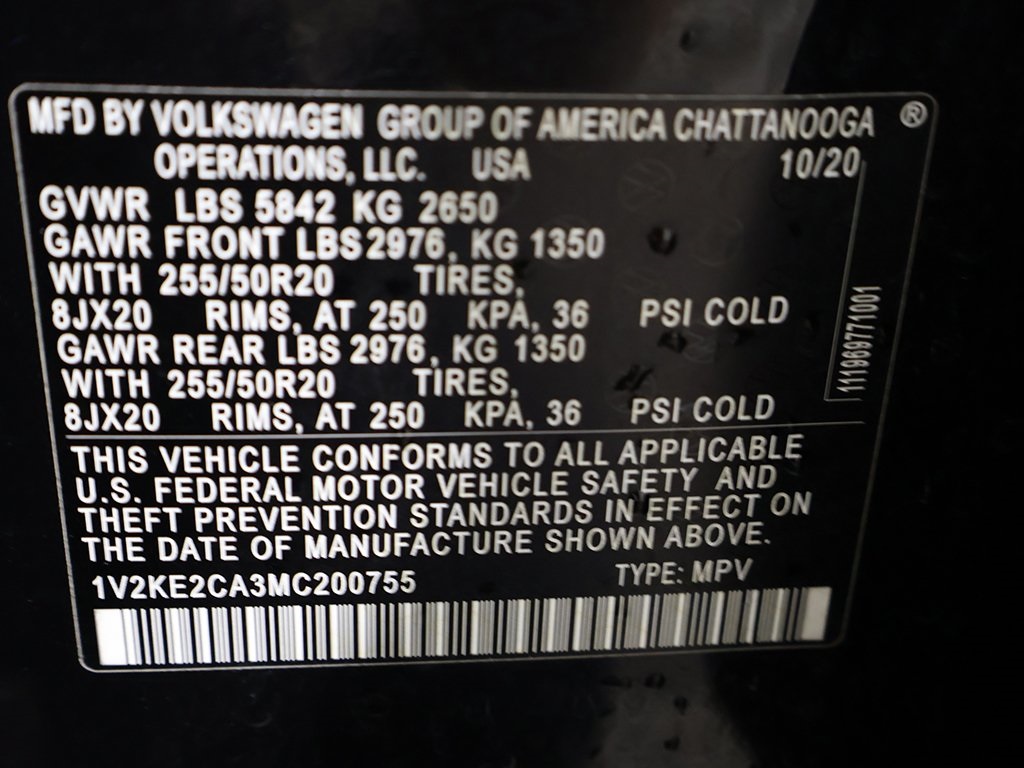 MFD BY VOLKSWAGEN GROUP OF AMERICA CHATTANOOGA ®
OPERATIONS, LLC. USA 10/20
GVWR LBS 5842 KG 2650
GAWR FRONT LBS 2976, KG 1350
WITH 255/50R20 TIRES,
8JX20 RIMS, AT 250 KPA, 36 PSI COLD
GAWR REAR LBS 2976, KG 1350
WITH 255/50R20 TIRES,
8JX20 RIMS, AT 250 KPA, 36 PSI COLD
111969771001
THIS VEHICLE CONFORMS TO ALL APPLICABLE
U.S. FEDERAL MOTOR VEHICLE SAFETY AND
THEFT PREVENTION STANDARDS IN EFFECT ON
THE DATE OF MANUFACTURE SHOWN ABOVE.
1V2KE2CA3MC200755 TYPE: MPV